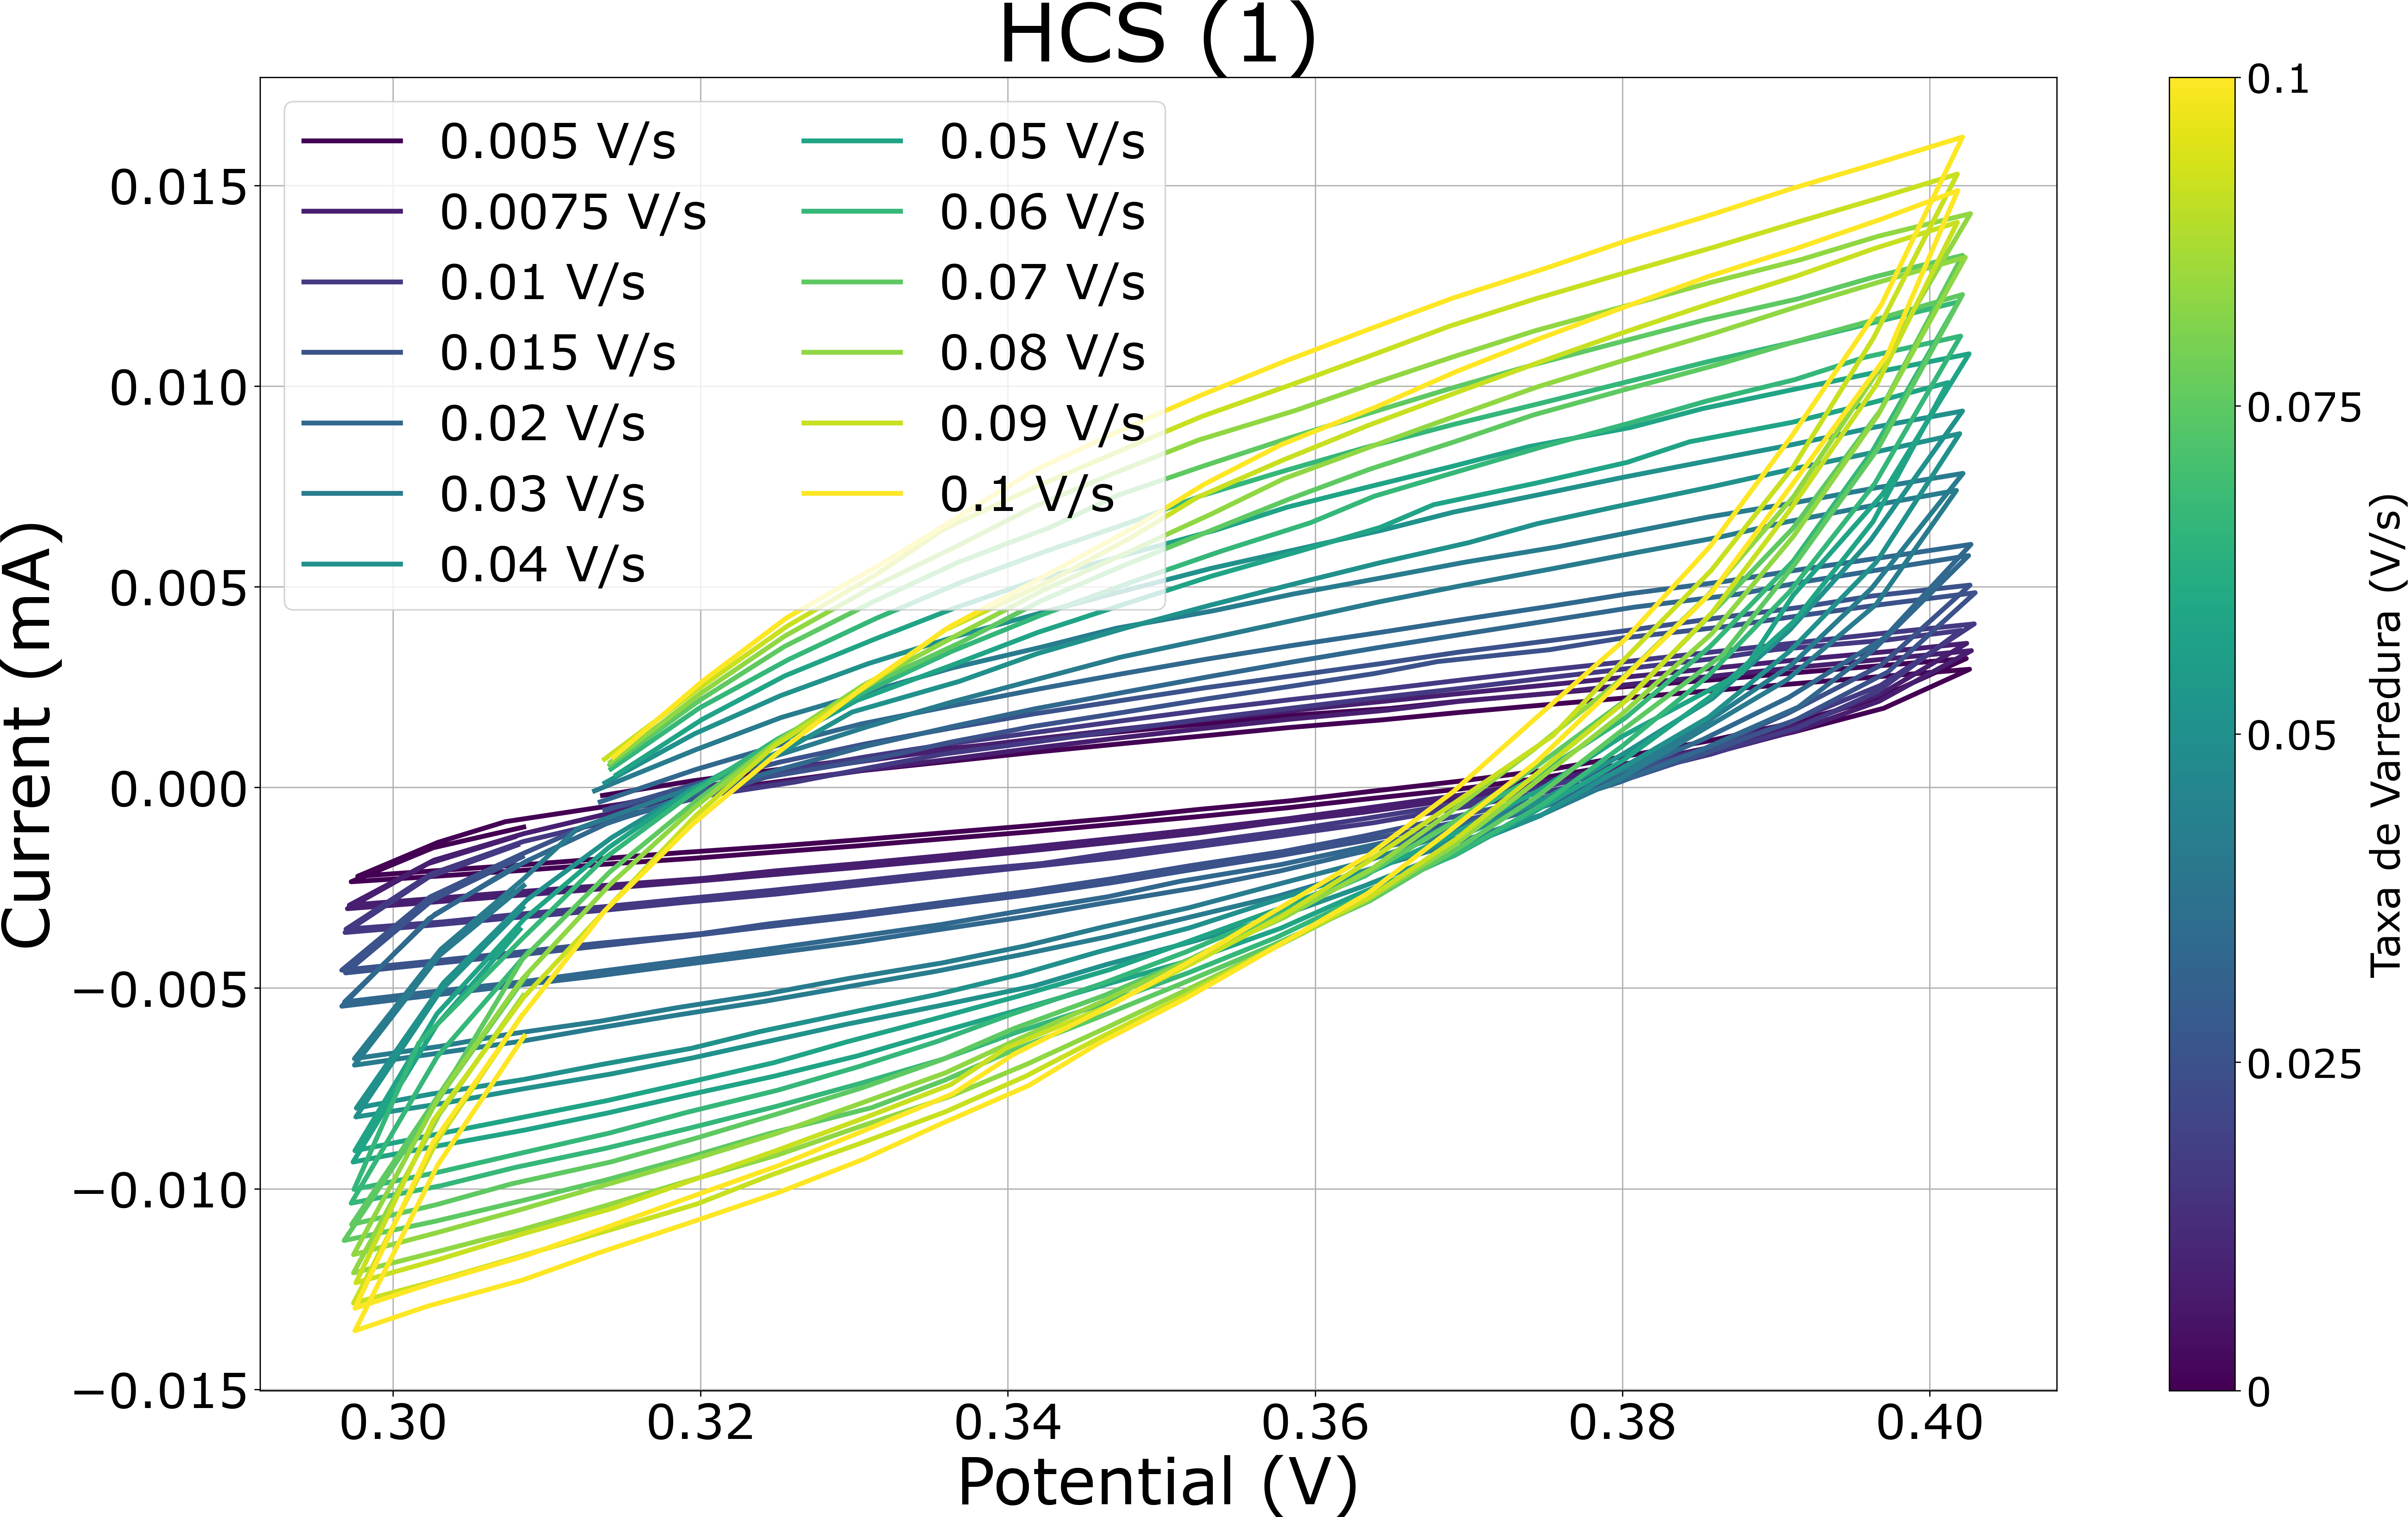 HCS (1)
0.005 V/s
0.0075 V/s
0.01 V/s
0.015 V/s
0.02 V/s
0.03 V/s
0.04 V/s
0.05 V/s
0.06 V/s
0.07 V/s
0.08 V/s
0.09 V/s
0.1 V/s
Current (mA)
0.015
0.010
0.005
0.000
−0.005
−0.010
−0.015
0.30 0.32 0.34 0.36 0.38 0.40
Potential (V)
0.1
0.075
0.05
0.025
0
Taxa de Varredura (V/s)